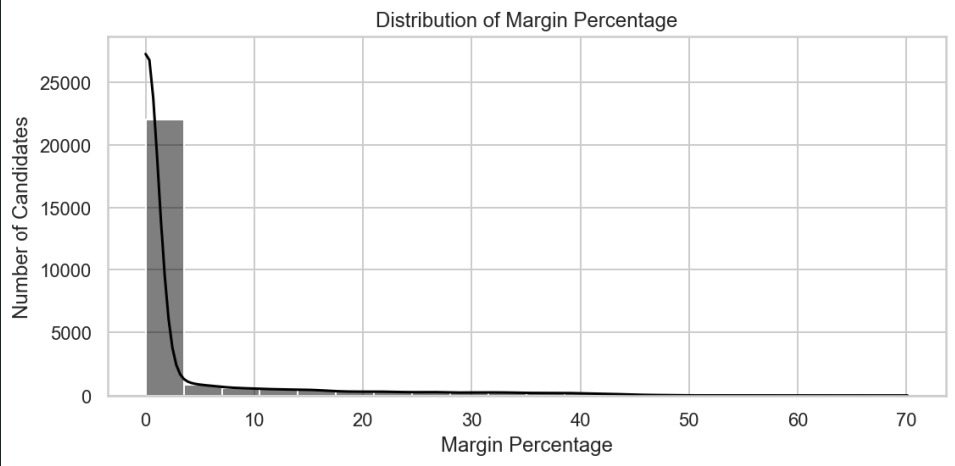 Distribution of Margin Percentage
Number of Candidates
25000
20000
15000
10000
5000
0
0 10 20 30 40 50 60 70
Margin Percentage